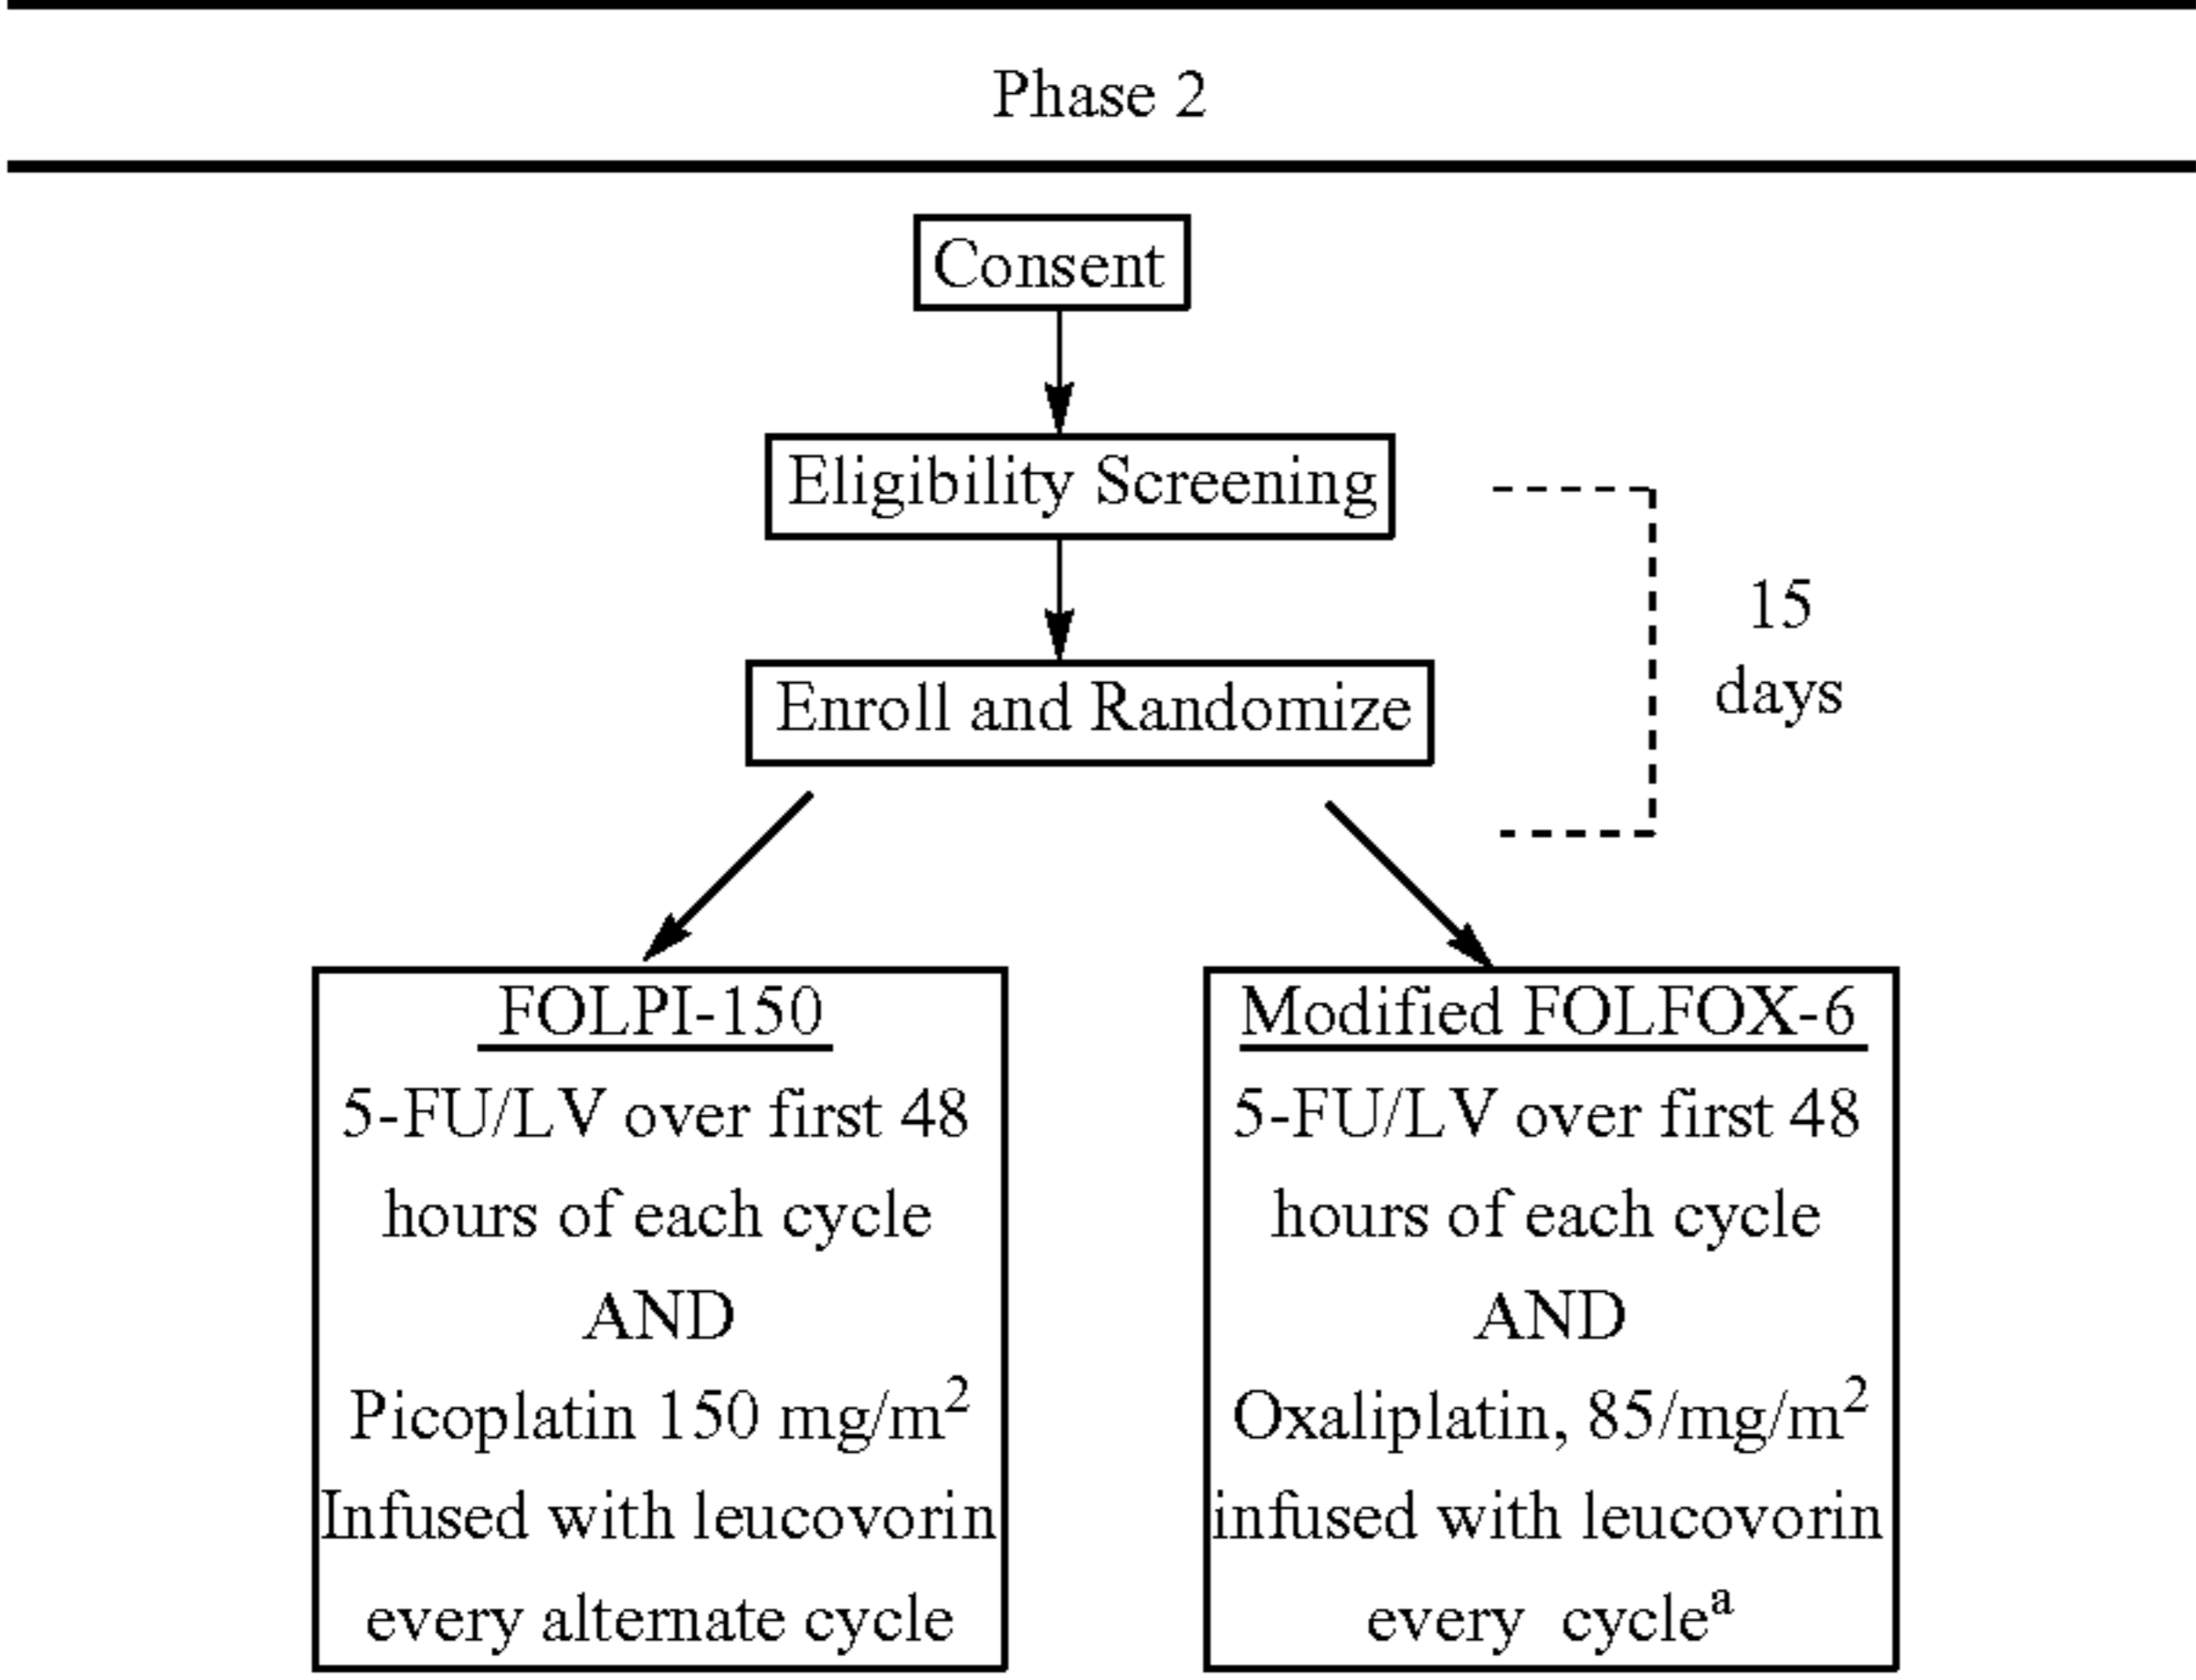 Phase 2
Consent
Eligibility Screening
15
days
Enroll and Randomize
FOLPI-150
5-FU/LV over first 48
hours of each cycle
AND
Picoplatin 150 mg/m²
Infused with leucovorin
every alternate cycle
Modified FOLFOX-6
5-FU/LV over first 48
hours of each cycle
AND
Oxaliplatin, 85/mg/m²
infused with leucovorin
every cycleᵃ